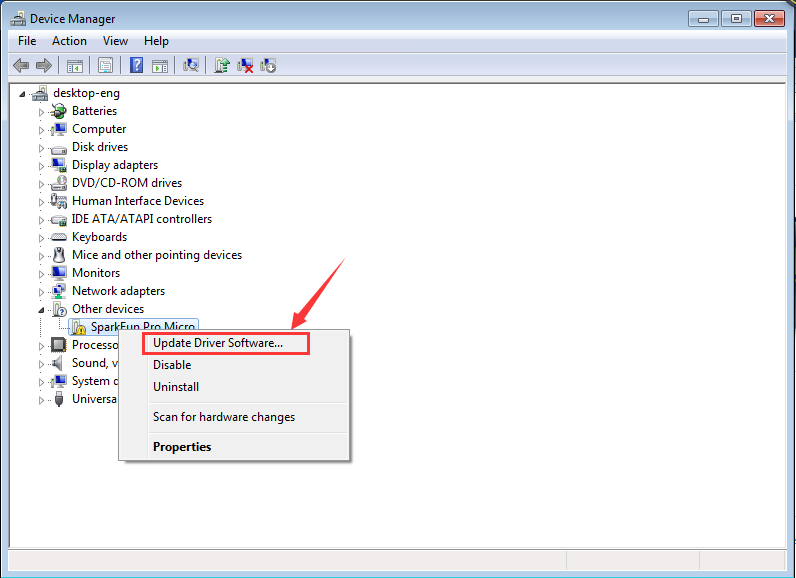 Device Manager
File Action View Help
desktop-eng
Batteries
Computer
Disk drives
Display adapters
DVD/CD-ROM drives
Human Interface Devices
IDE ATA/ATAPI controllers
Keyboards
Mice and other pointing devices
Monitors
Network adapters
Other devices
SparkFun Pro Micro
Update Driver Software...
Processo
Disable
Sound, v
System d
Uninstall
Universa
Scan for hardware changes
Properties